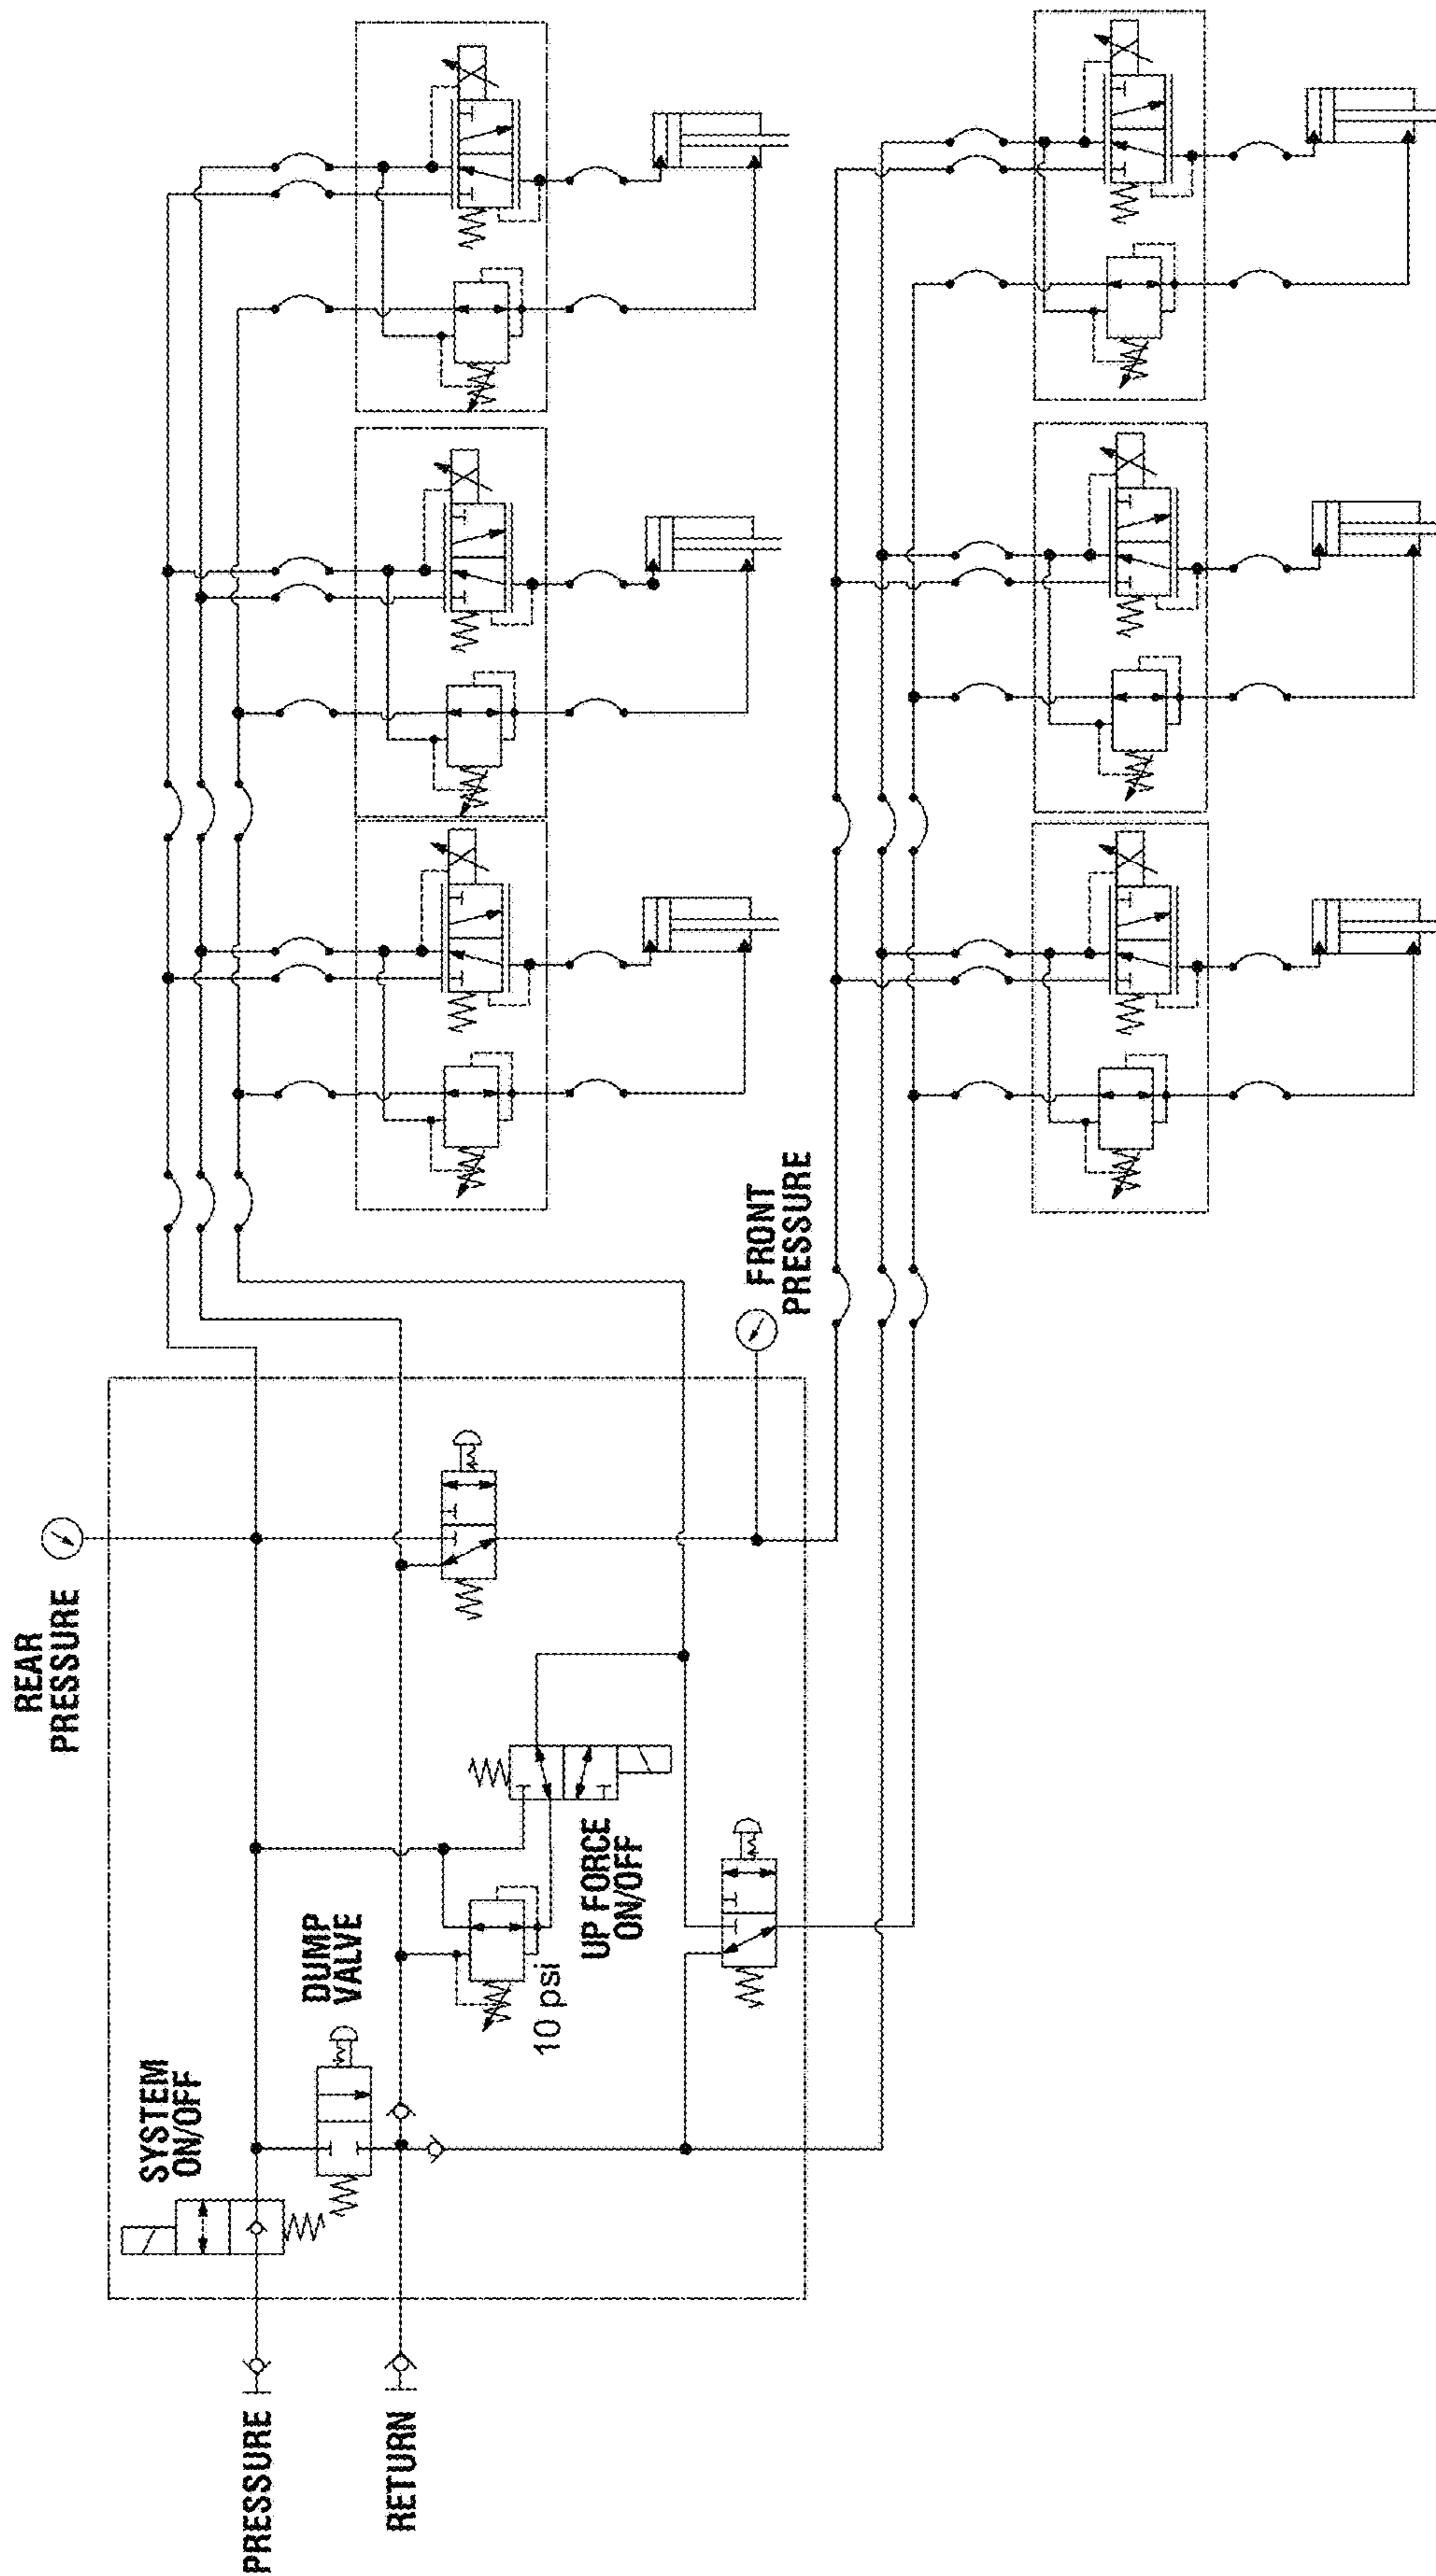 PRESSURE
RETURN
SYSTEM
ON/OFF
DUMP
VALVE
10 psi
UP FORCE
ON/OFF
REAR
PRESSURE
FRONT
PRESSURE